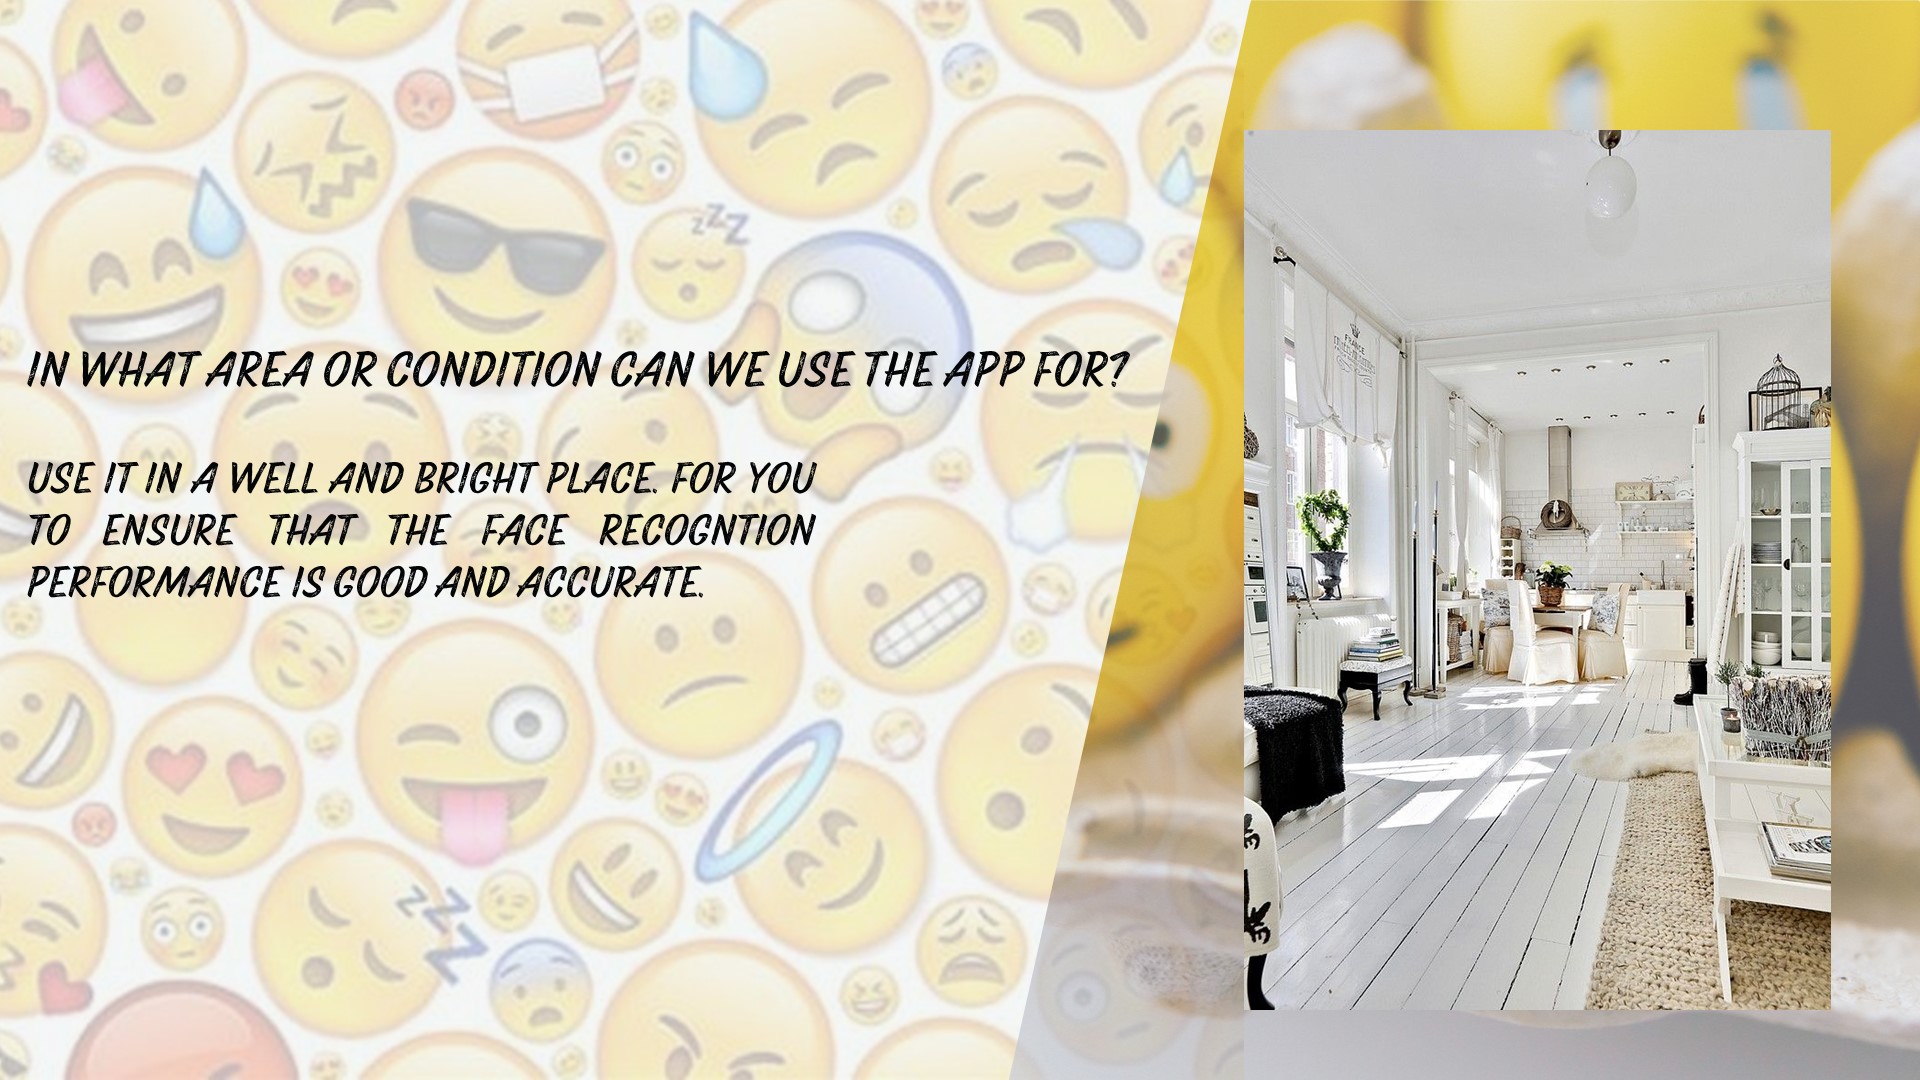 IN WHAT AREA OR CONDITION CAN WE USE THE APP FOR?
USE IT IN A WELL AND BRIGHT PLACE. FOR YOU
TO ENSURE THAT THE FACE RECOGNTION
PERFORMANCE IS GOOD AND ACCURATE.
FRANCE